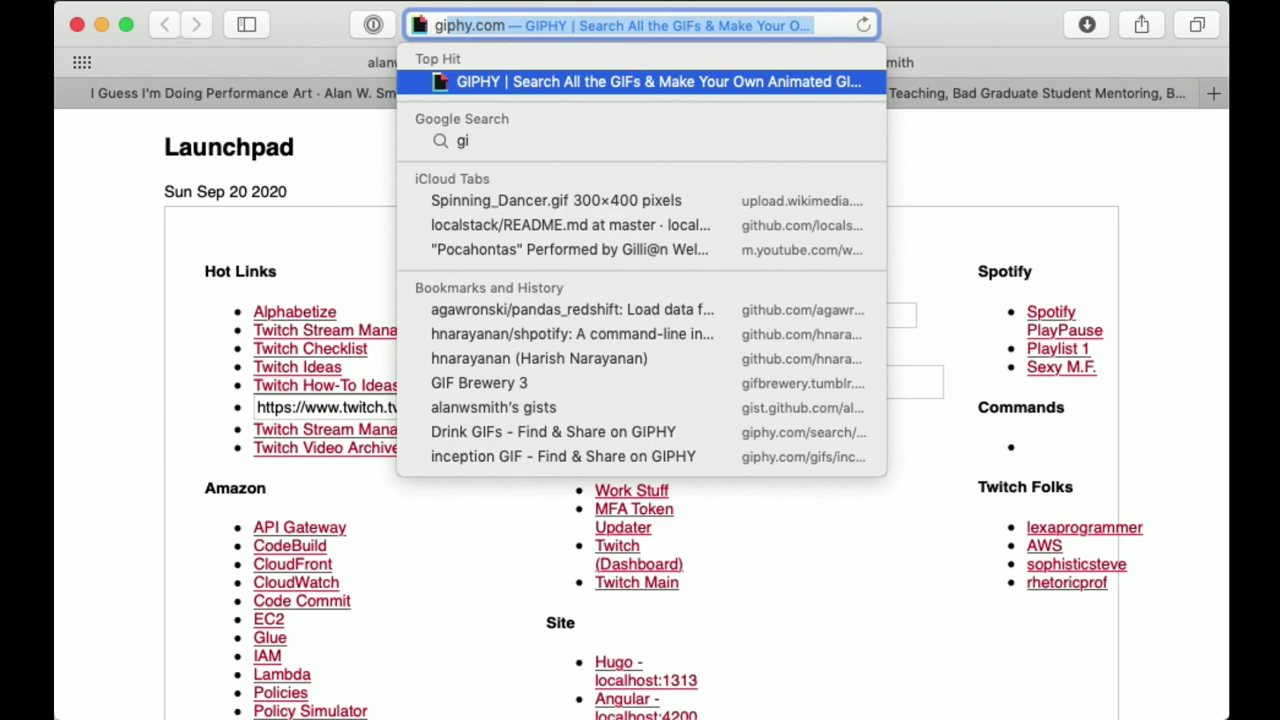 giphy.com — GIPHY | Search All the GIFs & Make Your O...
alanw
mith
I Guess I'm Doing Performance Art · Alan W. Sm
Teaching, Bad Graduate Student Mentoring, B...
Top Hit
GIPHY | Search All the GIFs & Make Your Own Animated GI...
Google Search
gi
iCloud Tabs
Spinning_Dancer.gif 300×400 pixels upload.wikimedia....
localstack/README.md at master · local... github.com/locals...
"Pocahontas" Performed by Gilli@n Wel... m.youtube.com/w...
Bookmarks and History
agawronski/pandas_redshift: Load data f... github.com/agawr...
hnarayanan/shpotify: A command-line in... github.com/hnara...
hnarayanan (Harish Narayanan) github.com/hnara...
GIF Brewery 3 gifbrewery.tumblr....
alanwsmith's gists gist.github.com/al...
Drink GIFs - Find & Share on GIPHY giphy.com/search/...
inception GIF - Find & Share on GIPHY giphy.com/gifs/inc...
Launchpad
Sun Sep 20 2020
Hot Links
Alphabetize
Twitch Stream Mana
Twitch Checklist
Twitch Ideas
Twitch How-To Ideas
https://www.twitch.tv
Twitch Stream Mana
Twitch Video Archive
Amazon
API Gateway
CodeBuild
CloudFront
CloudWatch
Code Commit
EC2
Glue
IAM
Lambda
Policies
Policy Simulator
Work Stuff
MFA Token
Updater
Twitch
(Dashboard)
Twitch Main
Site
Hugo -
localhost:1313
Angular -
localhost:4200
Spotify
Spotify
PlayPause
Playlist 1
Sexy M.F.
Commands
Twitch Folks
lexaprogrammer
AWS
sophisticsteve
rhetoricprof